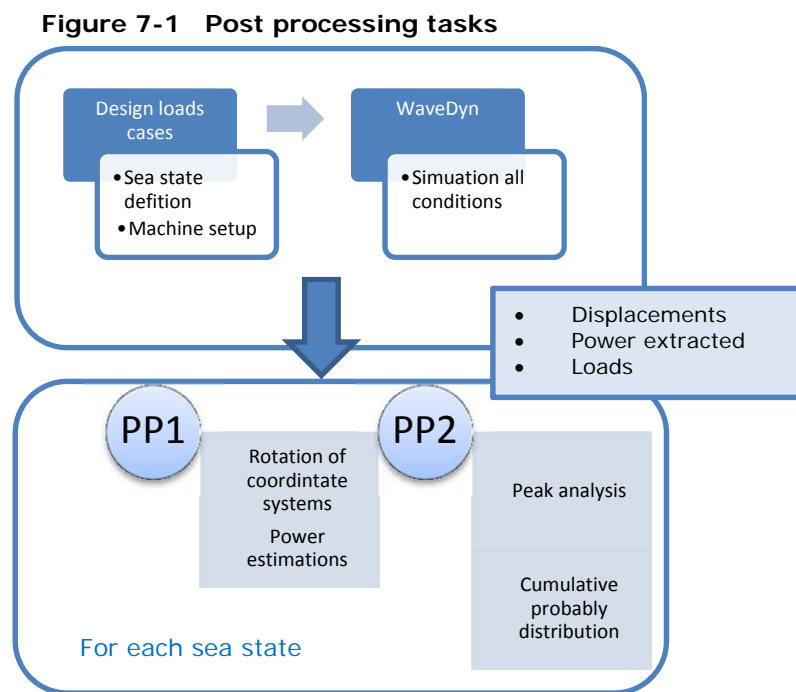 Figure 7-1 Post processing tasks
Design loads
cases
•Sea state
defition
•Machine setup
WaveDyn
•Simuation all
conditions
• Displacements
• Power extracted
• Loads
PP1
Rotation of
coordintate
systems
Power
estimations
PP2
Peak analysis
Cumulative
probably
distribution
For each sea state